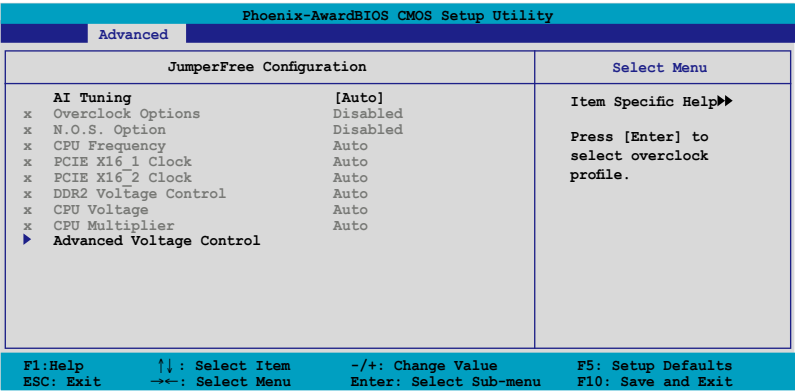 Phoenix-AwardBIOS CMOS Setup Utility
Advanced
JumperFree Configuration
Select Menu
AI Tuning [Auto]
x Overclock Options Disabled
x N.O.S. Option Disabled
x CPU Frequency Auto
x PCIE X16_1 Clock Auto
x PCIE X16_2 Clock Auto
x DDR2 Voltage Control Auto
x CPU Voltage Auto
x CPU Multiplier Auto
Advanced Voltage Control
Item Specific Help
Press [Enter] to
select overclock
profile.
F1:Help ↑↓: Select Item -/+: Change Value F5: Setup Defaults
ESC: Exit →←: Select Menu Enter: Select Sub-menu F10: Save and Exit